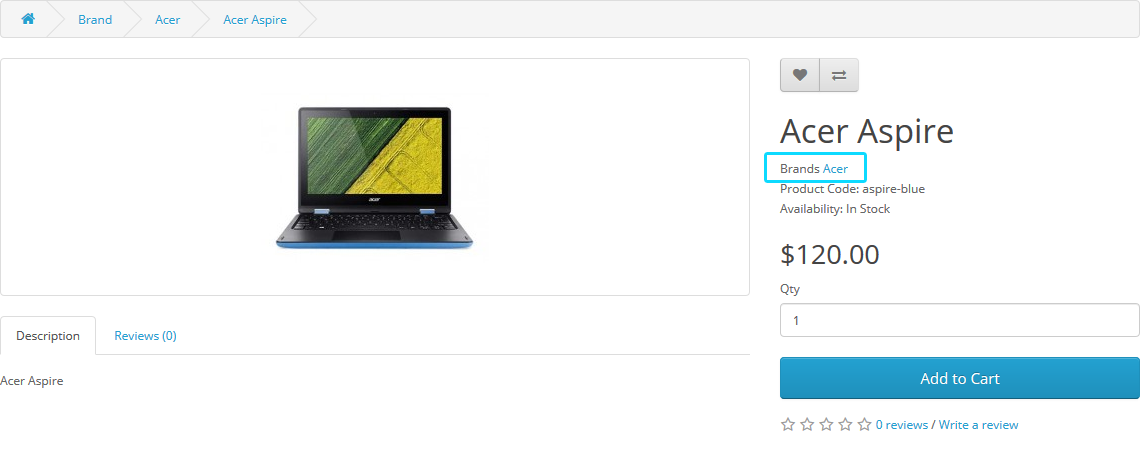 Brand Acer Acer Aspire
acer
Acer Aspire
Brands Acer
Product Code: aspire-blue
Availability: In Stock
$120.00
Qty
1
Add to Cart
0 reviews / Write a review
Description Reviews (0)
Acer Aspire